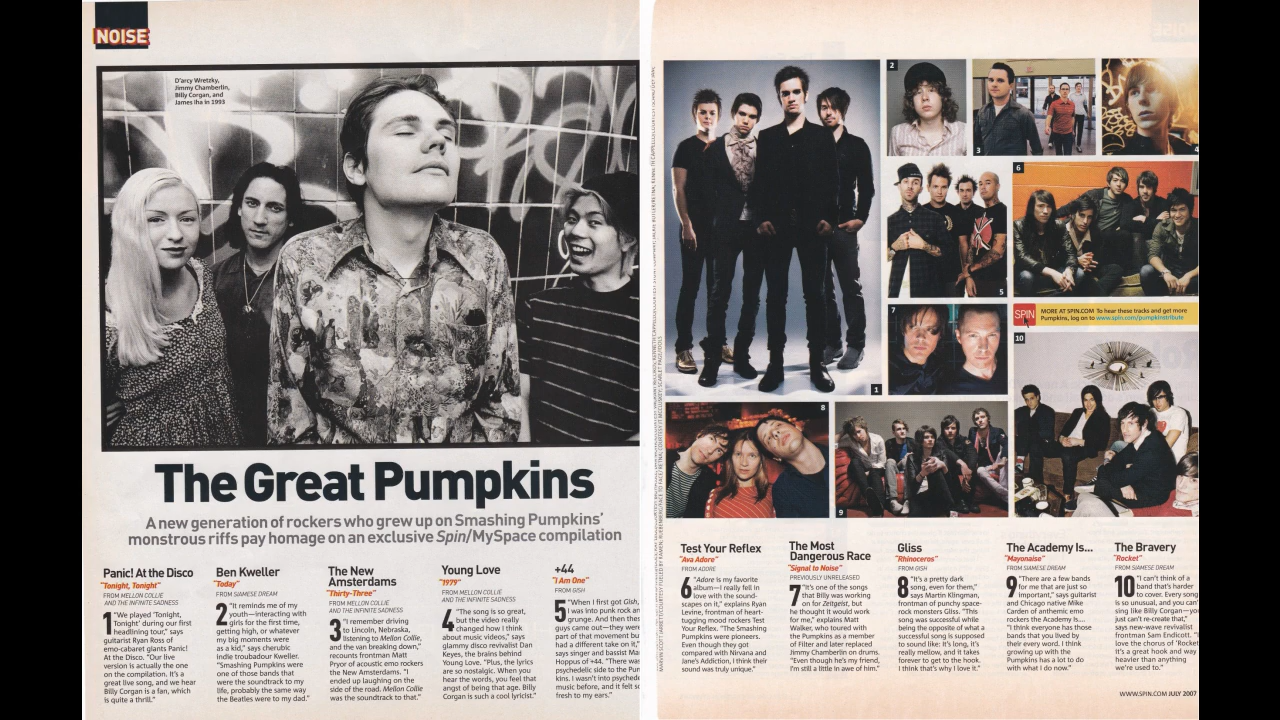 NOISE
D'arcy Wretzky,
Jimmy Chamberlin,
Billy Corgan, and
James Iha in 1993
The Great Pumpkins
A new generation of rockers who grew up on Smashing Pumpkins'
monstrous riffs pay homage on an exclusive Spin/MySpace compilation
Panic! At the Disco
"Tonight, Tonight"
FROM MELLON COLLIE
AND THE INFINITE SADNESS
1 "We played 'Tonight,
Tonight' during our first
headlining tour," says
guitarist Ryan Ross of
emo-cabaret giants Panic!
At the Disco. "Our live
version is actually the one
on the compilation. It's a
great live song, and we hear
Billy Corgan is a fan, which
is quite a thrill."
Ben Kweller
"Today"
FROM SIAMESE DREAM
2 "It reminds me of my
youth—interacting with
girls for the first time,
getting high, or whatever
my big moments were
as a kid," says cherubic
indie troubadour Kweller.
"Smashing Pumpkins were
one of those bands that
were the soundtrack to my
life, probably the same way
the Beatles were to my dad."
The New
Amsterdams
"Thirty-Three"
FROM MELLON COLLIE
AND THE INFINITE SADNESS
3 "I remember driving
to Lincoln, Nebraska,
listening to Mellon Collie,
and the van breaking down,"
recounts frontman Matt
Pryor of acoustic emo rockers
the New Amsterdams. "I
ended up laughing on the
side of the road. Mellon Collie
was the soundtrack to that."
Young Love
"1979"
FROM MELLON COLLIE
AND THE INFINITE SADNESS
4 "The song is so great,
but the video really
changed how I think
about music videos," says
glammy disco revivalist Dan
Keyes, the brains behind
Young Love. "Plus, the lyrics
are so nostalgic. When you
hear the words, you feel that
angst of being that age. Billy
Corgan is such a cool lyricist."
+44
"I Am One"
FROM GISH
5 "When I first got Gish,
I was into punk rock an
grunge. And then thes
guys came out—they were
part of that movement bu
had a different take on it,"
says singer and bassist Mar
Hoppus of +44. "There was
psychedelic side to the Pum
kins. I wasn't into psychede
music before, and it felt so
fresh to my ears."
1
2
3
4
5
6
7
8
9
10
SPIN
MORE AT SPIN.COM To hear these tracks and get more
Pumpkins, log on to www.spin.com/pumpkinstribute
Test Your Reflex
"Ava Adore"
FROM ADORE
6 "Adore is my favorite
album—I really fell in
love with the sound-
scapes on it," explains Ryan
Levine, frontman of heart-
tugging mood rockers Test
Your Reflex. "The Smashing
Pumpkins were pioneers.
Even though they got
compared with Nirvana and
Jane's Addiction, I think their
sound was truly unique."
The Most
Dangerous Race
"Signal to Noise"
PREVIOUSLY UNRELEASED
7 "It's one of the songs
that Billy was working
on for Zeitgeist, but
he thought it would work
for me," explains Matt
Walker, who toured with
the Pumpkins as a member
of Filter and later replaced
Jimmy Chamberlin on drums.
"Even though he's my friend,
I'm still a little in awe of him."
Gliss
"Rhinoceros"
FROM GISH
8 "It's a pretty dark
song, even for them,"
says Martin Klingman,
frontman of punchy space-
rock monsters Gliss. "This
song was successful while
being the opposite of what a
successful song is supposed
to sound like: It's long, it's
really mellow, and it takes
forever to get to the hook.
I think that's why I love it."
The Academy Is...
"Mayonaise"
FROM SIAMESE DREAM
9 "There are a few bands
for me that are just so
important," says guitarist
and Chicago native Mike
Carden of anthemic emo
rockers the Academy Is....
"I think everyone has those
bands that you lived by
their every word. I think
growing up with the
Pumpkins has a lot to do
with what I do now."
The Bravery
"Rocket"
FROM SIAMESE DREAM
10 "I can't think of a
band that's harder
to cover. Every song
is so unusual, and you can't
sing like Billy Corgan—you
just can't re-create that,"
says new-wave revivalist
frontman Sam Endicott. "I
love the chorus of 'Rocket
It's a great hook and way
heavier than anything
we're used to."
WWW.SPIN.COM JULY 2007